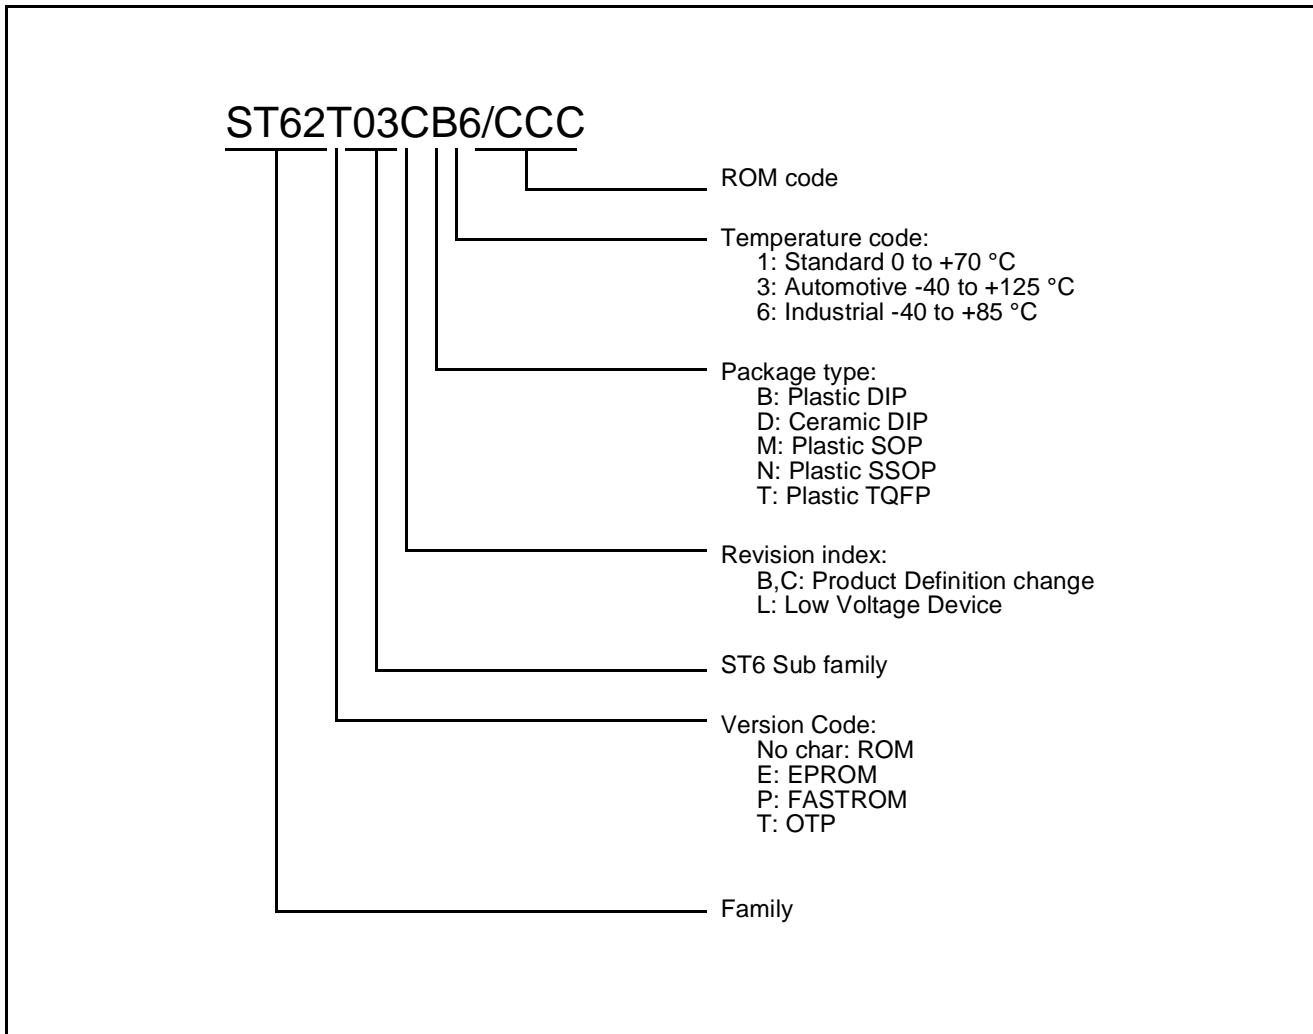 ST62T03CB6/CCC
ROM code
Temperature code:
1: Standard 0 to +70 °C
3: Automotive -40 to +125 °C
6: Industrial -40 to +85 °C
Package type:
B: Plastic DIP
D: Ceramic DIP
M: Plastic SOP
N: Plastic SSOP
T: Plastic TQFP
Revision index:
B,C: Product Definition change
L: Low Voltage Device
ST6 Sub family
Version Code:
No char: ROM
E: EPROM
P: FASTROM
T: OTP
Family